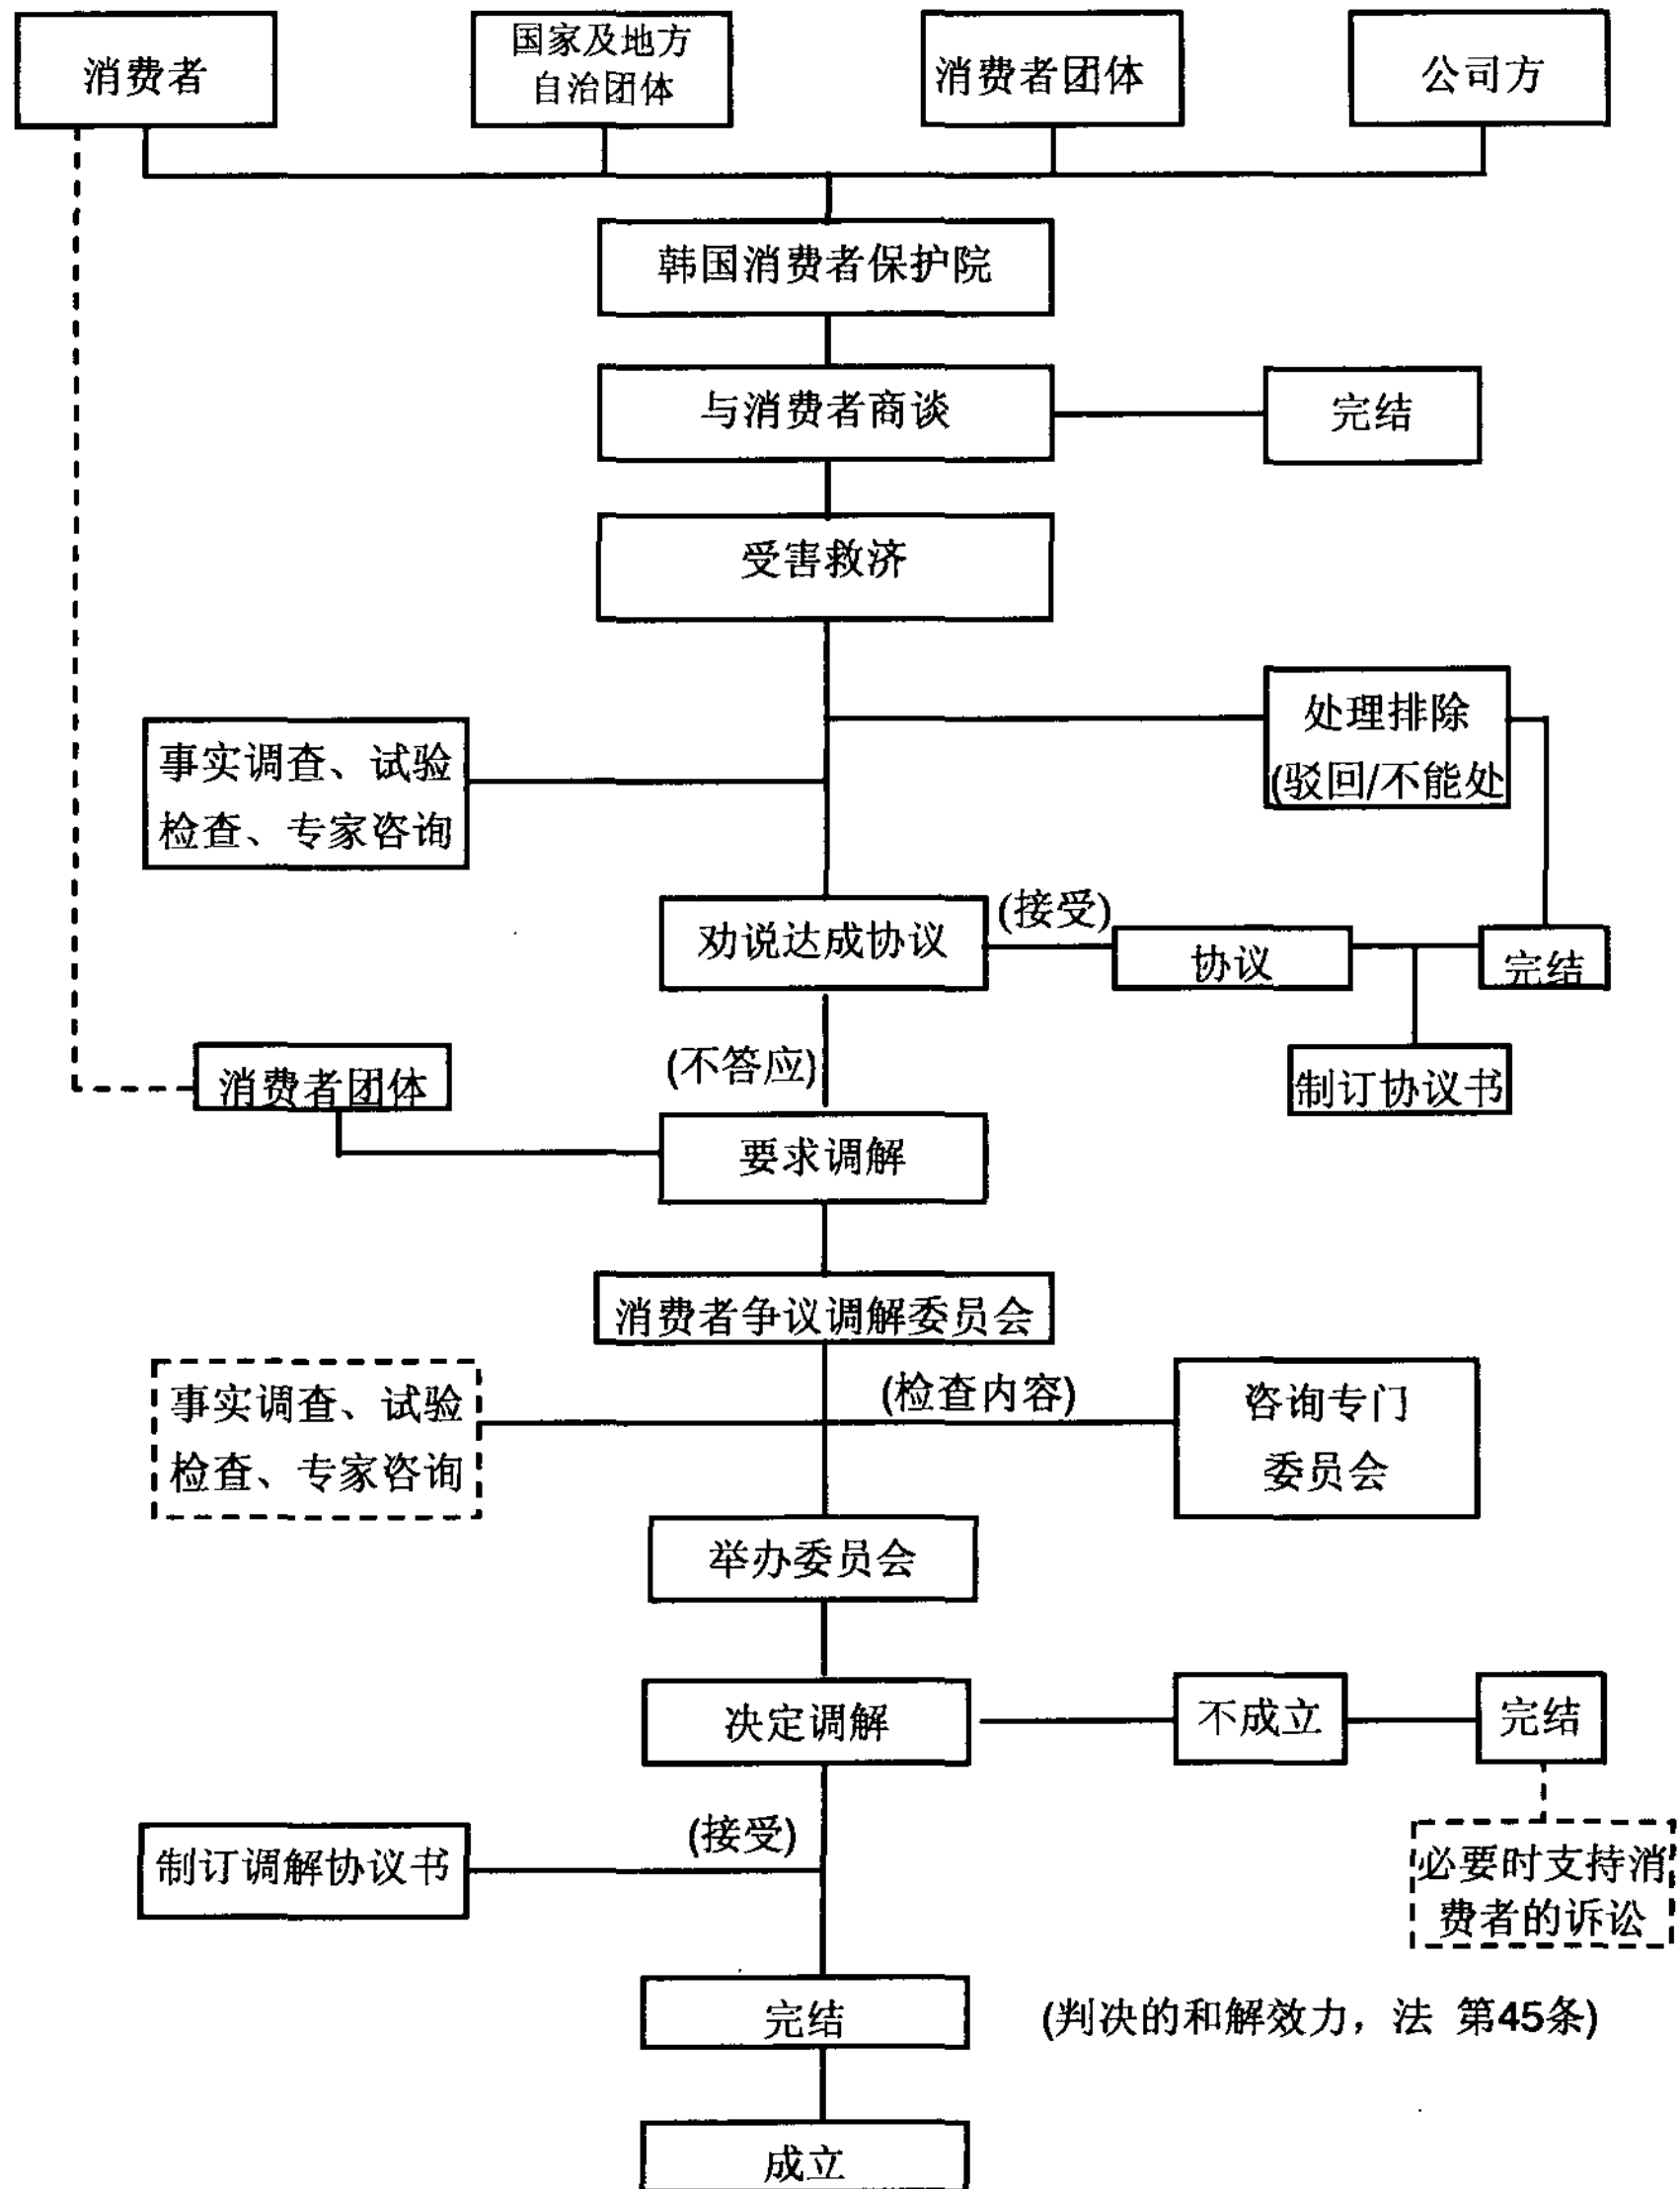 消费者
国家及地方
自治团体
消费者团体
公司方
韩国消费者保护院
与消费者商谈
完结
受害救济
处理排除
(驳回/不能处
事实调查、试验
检查、专家咨询
劝说达成协议
(接受)
协议
完结
(不答应)
消费者团体
制订协议书
要求调解
消费者争议调解委员会
事实调查、试验
检查、专家咨询
(检查内容)
咨询专门
委员会
举办委员会
决定调解
不成立
完结
(接受)
制订调解协议书
必要时支持消
费者的诉讼
完结
(判决的和解效力，法 第45条)
成立